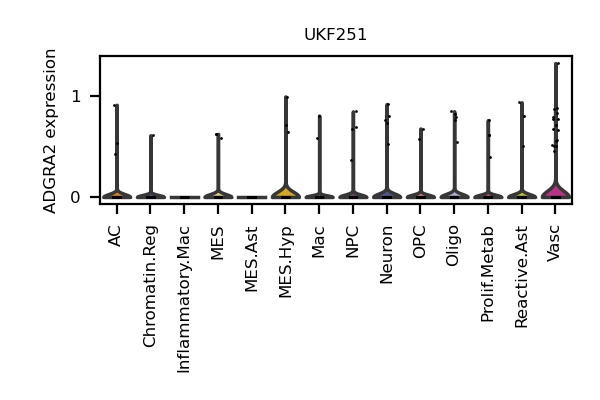 UKF251
ADGRA2 expression
1
0
AC
Chromatin.Reg
Inflammatory.Mac
MES
MES.Ast
MES.Hyp
Mac
NPC
Neuron
OPC
Oligo
Prolif.Metab
Reactive.Ast
Vasc